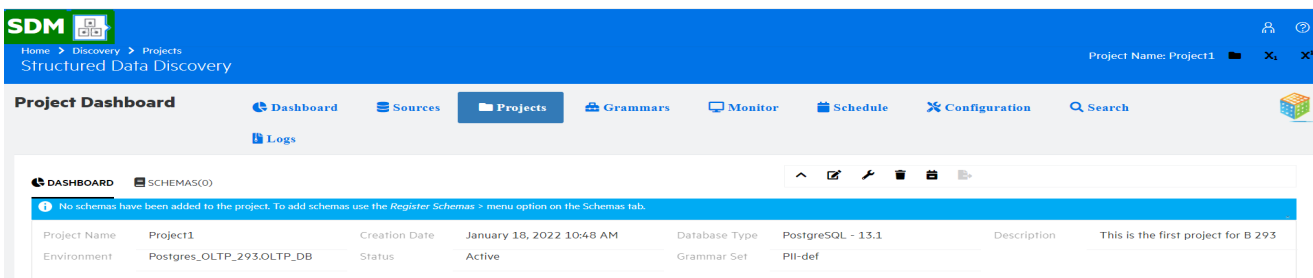 SDM
Home > Discovery > Projects
Structured Data Discovery
Project Name: Project1
Project Dashboard
Dashboard Sources Projects Grammars Monitor Schedule Configuration Search
Logs
DASHBOARD SCHEMAS(0)
No schemas have been added to the project. To add schemas use the Register Schemas > menu option on the Schemas tab.
Project Name Project1 Creation Date January 18, 2022 10:48 AM Database Type PostgreSQL - 13.1 Description This is the first project for B 293
Environment Postgres_OLTP_293.OLTP_DB Status Active Grammar Set PII-def